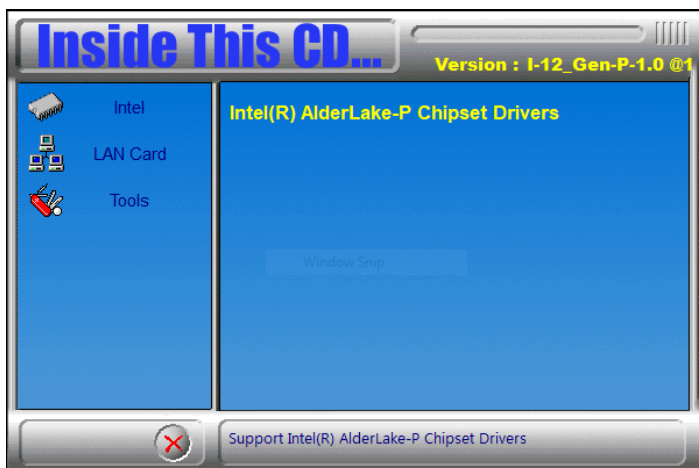 Inside This CD...
Version : I-12_Gen-P-1.0 @1
Intel
LAN Card
Tools
Intel(R) AlderLake-P Chipset Drivers
Window Snip
Support Intel(R) AlderLake-P Chipset Drivers